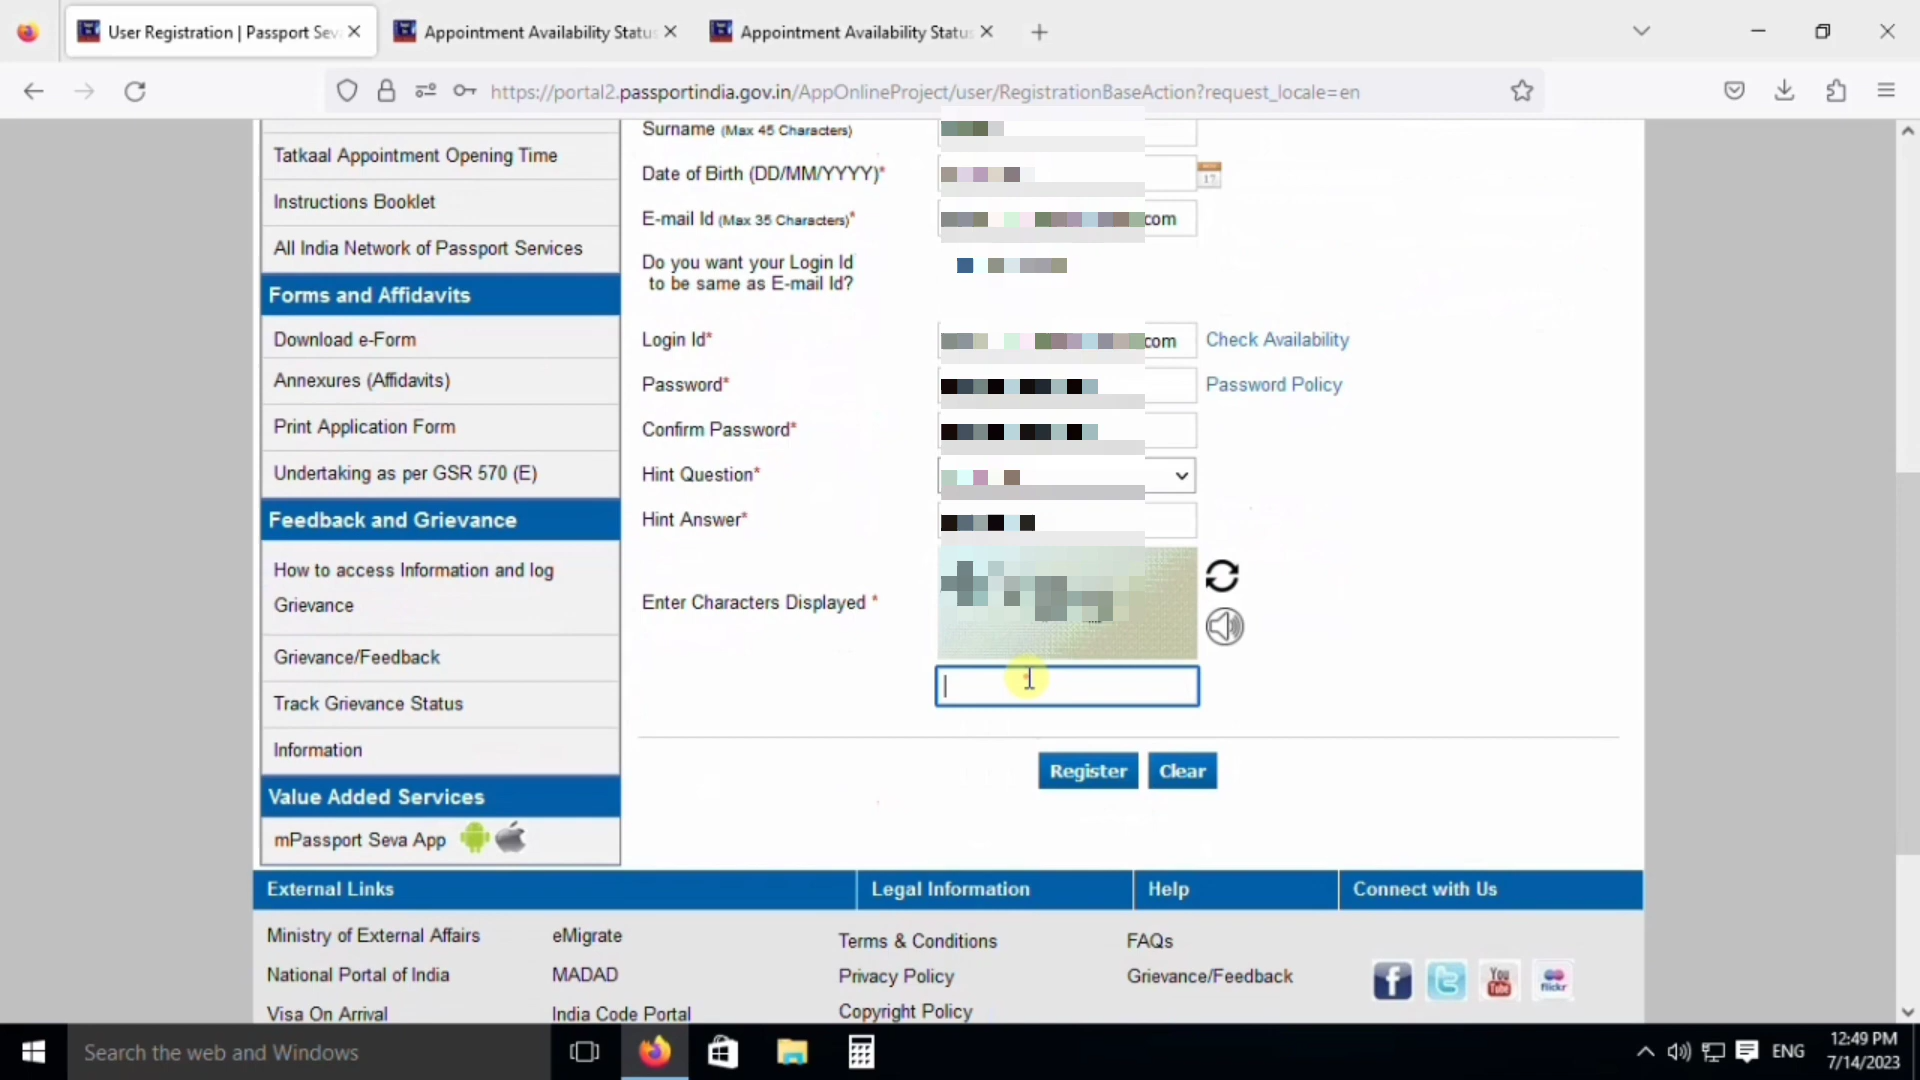 User Registration | Passport Sev
Appointment Availability Statu
Appointment Availability Statu
https://portal2.passportindia.gov.in/AppOnlineProject/user/RegistrationBaseAction?request_locale=en
Tatkaal Appointment Opening Time
Instructions Booklet
All India Network of Passport Services
Forms and Affidavits
Download e-Form
Annexures (Affidavits)
Print Application Form
Undertaking as per GSR 570 (E)
Feedback and Grievance
How to access Information and log
Grievance
Grievance/Feedback
Track Grievance Status
Information
Value Added Services
mPassport Seva App
Surname (Max 45 Characters)
Date of Birth (DD/MM/YYYY)*
17
E-mail Id (Max 35 Characters)*
com
Do you want your Login Id
to be same as E-mail Id?
Login Id*
com
Check Availability
Password*
Password Policy
Confirm Password*
Hint Question*
Hint Answer*
Enter Characters Displayed *
*
Register
Clear
External Links
Legal Information
Help
Connect with Us
Ministry of External Affairs
eMigrate
Terms & Conditions
FAQs
National Portal of India
MADAD
Privacy Policy
Grievance/Feedback
You
Tube
flickr
Visa On Arrival
India Code Portal
Copyright Policy
Search the web and Windows
ENG
12:49 PM
7/14/2023